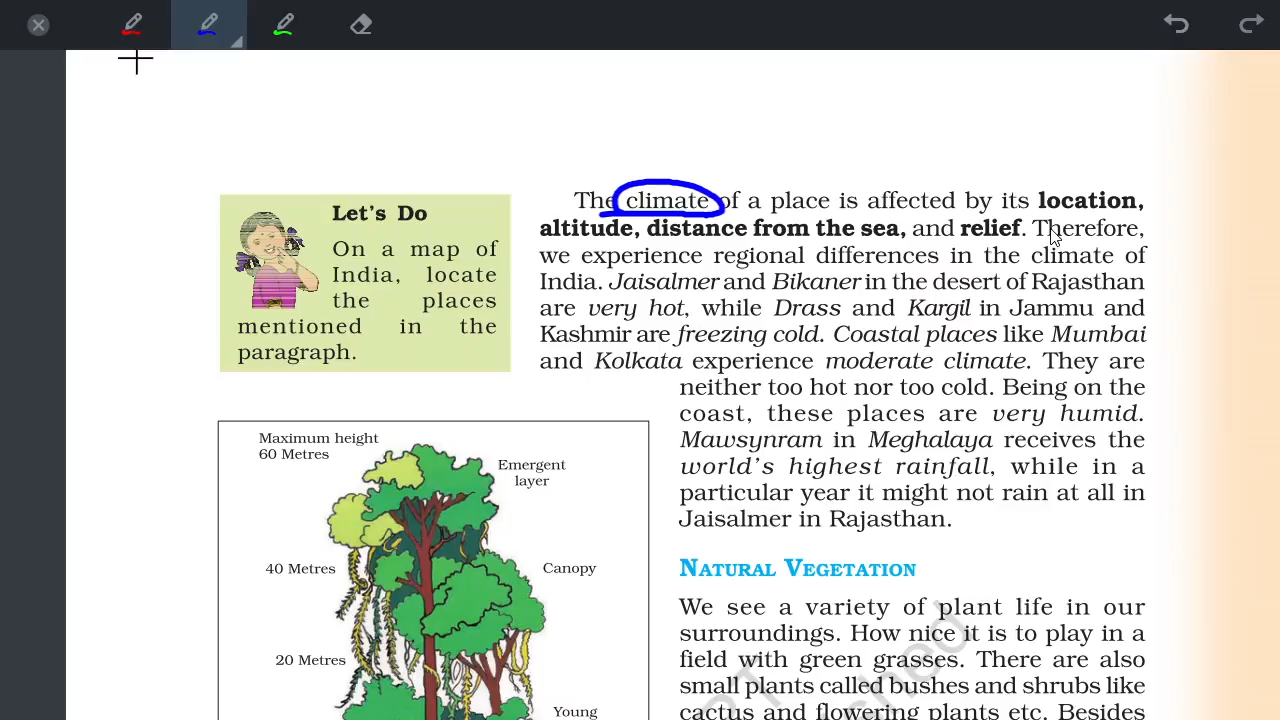 Let's Do
On a map of
India, locate
the places
mentioned in the
paragraph.
The climate of a place is affected by its location,
altitude, distance from the sea, and relief. Therefore,
we experience regional differences in the climate of
India. Jaisalmer and Bikaner in the desert of Rajasthan
are very hot, while Drass and Kargil in Jammu and
Kashmir are freezing cold. Coastal places like Mumbai
and Kolkata experience moderate climate. They are
neither too hot nor too cold. Being on the
coast, these places are very humid.
Mawsynram in Meghalaya receives the
world's highest rainfall, while in a
particular year it might not rain at all in
Jaisalmer in Rajasthan.
Maximum height
60 Metres
Emergent
layer
40 Metres
Canopy
20 Metres
Young
NATURAL VEGETATION
We see a variety of plant life in our
surroundings. How nice it is to play in a
field with green grasses. There are also
small plants called bushes and shrubs like
cactus and flowering plants etc. Besides